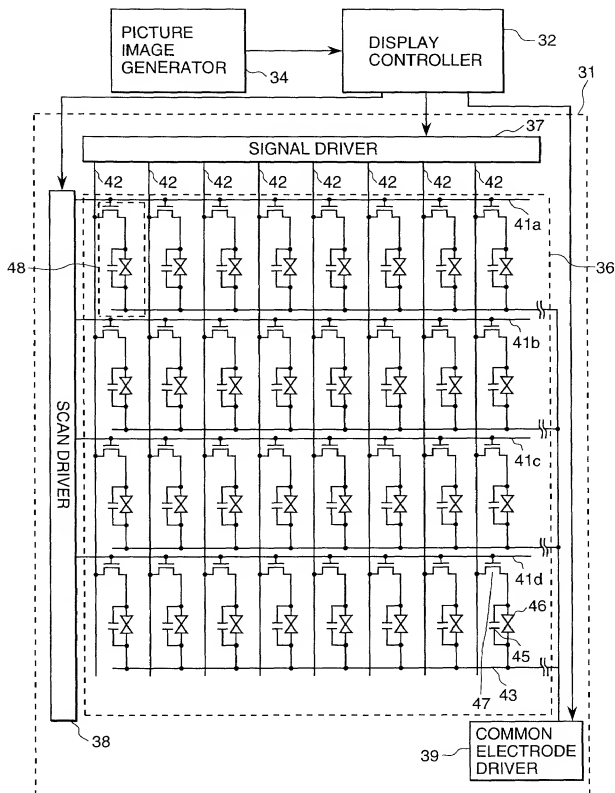 PICTURE
IMAGE
GENERATOR
34
DISPLAY
CONTROLLER
32
31
37
SIGNAL DRIVER
42 42 42 42 42 42 42 42
41a
48
36
41b
SCAN DRIVER
41c
41d
46
45
47
43
38
39
COMMON
ELECTRODE
DRIVER